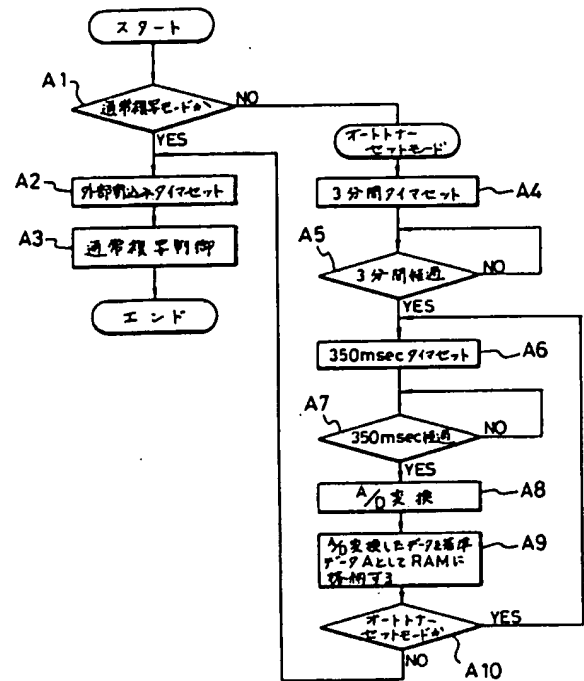 スタート
A1
通常複写モードか
NO
YES
A2
外部割込みタイマセット
A3
通常複写制御
エンド
オートトナー
セットモード
3分間タイマセット
A4
A5
3分間経過
NO
YES
350msecタイマセット
A6
A7
350msec経過
NO
YES
A/D変換
A8
A/D変換したデータを基準
データAとしてRAMに
格納する
A9
オートトナー
セットモードか
YES
NO
A10